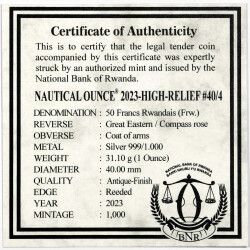 Certificate of Authenticity
This is to certify that the legal tender coin
accompanied by this certificate was expertly
struck by an authorized mint and issued by the
National Bank of Rwanda.
NAUTICAL OUNCE® 2023-HIGH-RELIEF #40/4
DENOMINATION : 50 Francs Rwandais (Frw.)
REVERSE : Great Eastern / Compass rose
OBVERSE : Coat of arms
METAL : Silver 999/1.000
WEIGHT : 31.10 g (1 Ounce)
DIAMETER : 40.00 mm
QUALITY : Antique-Finish
EDGE : Reeded
YEAR : 2023
MINTAGE : 1,000
NATIONAL BANK OF RWANDA
BNR